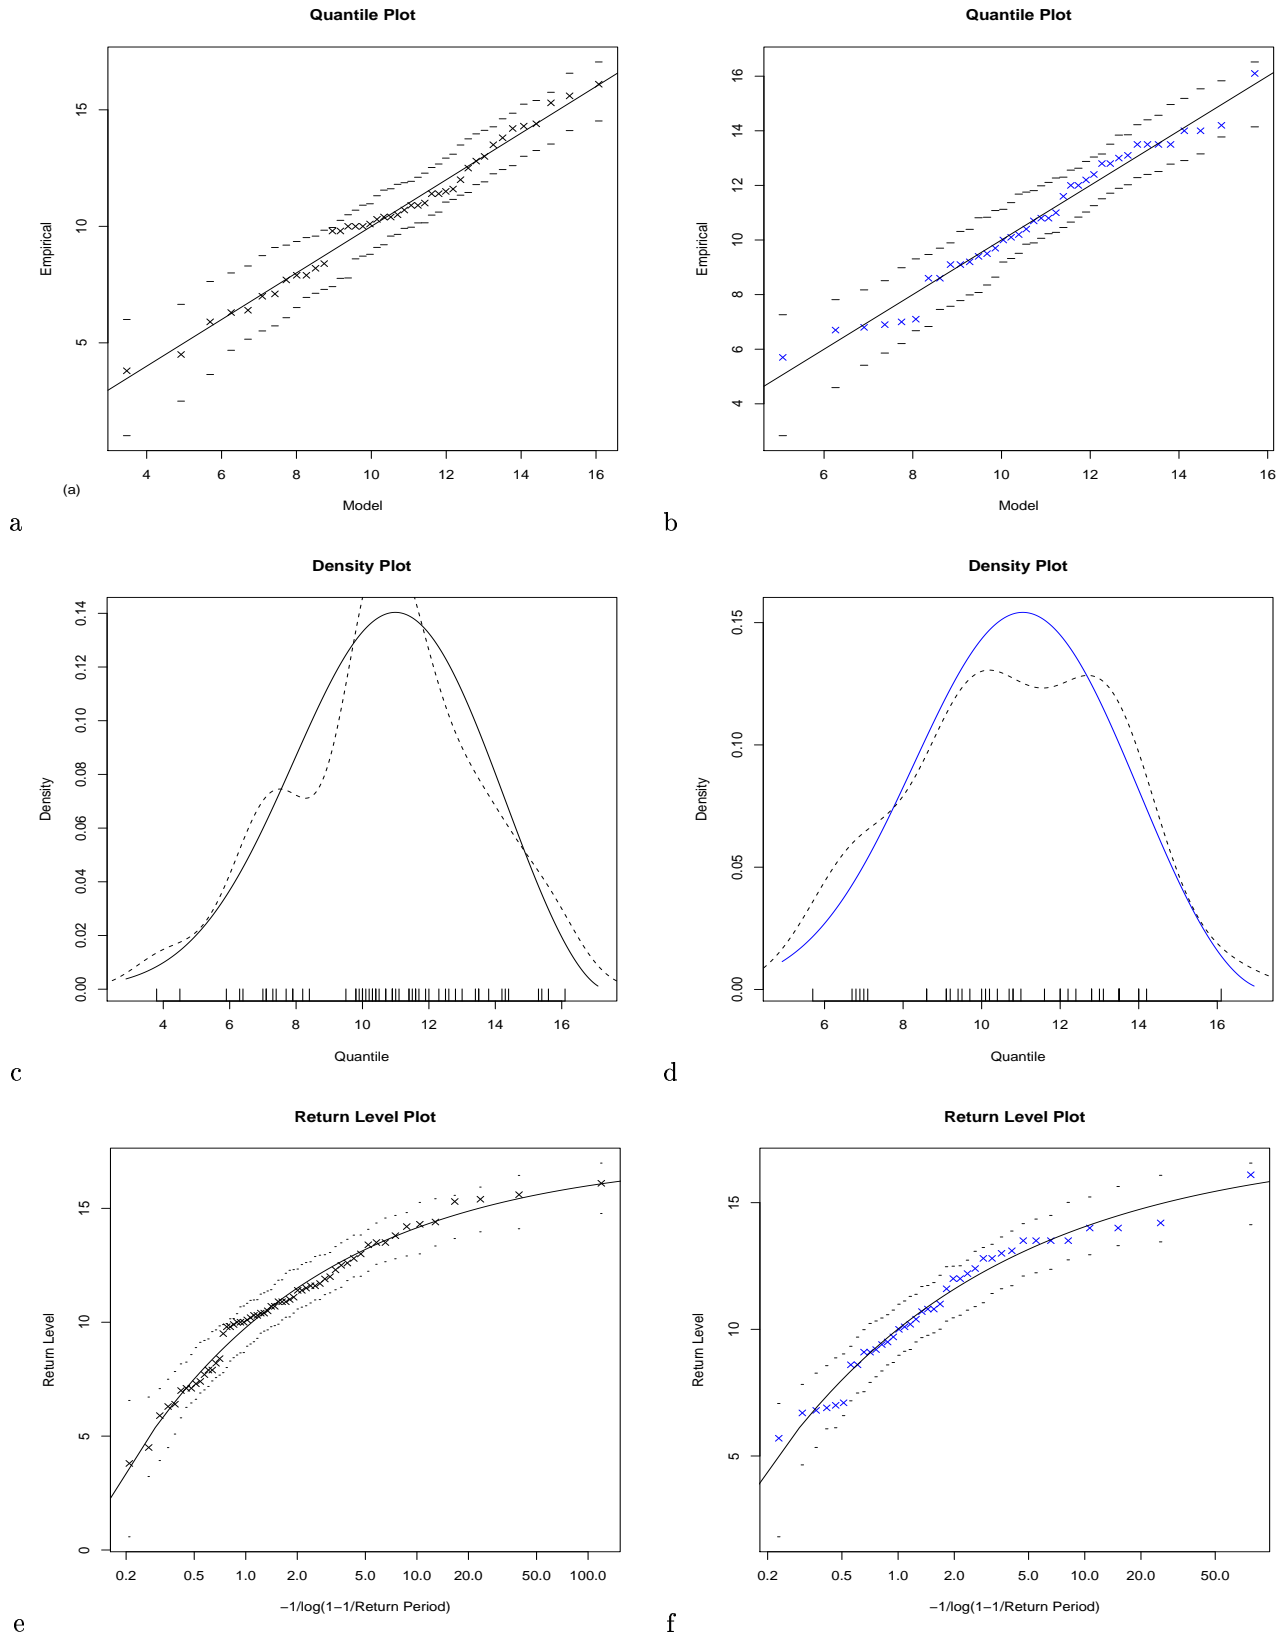 Quantile Plot
Empirical
15
10
5
4 6 8 10 12 14 16
(a)
Model
a
Quantile Plot
Empirical
16
14
12
10
8
6
4
6 8 10 12 14 16
Model
b
Density Plot
Density
0.14
0.12
0.10
0.08
0.06
0.04
0.02
0.00
4 6 8 10 12 14 16
Quantile
c
Density Plot
Density
0.15
0.10
0.05
0.00
6 8 10 12 14 16
Quantile
d
Return Level Plot
Return Level
15
10
5
0
0.2 0.5 1.0 2.0 5.0 10.0 20.0 50.0 100.0
−1/log(1−1/Return Period)
e
Return Level Plot
Return Level
15
10
5
0.2 0.5 1.0 2.0 5.0 10.0 20.0 50.0
−1/log(1−1/Return Period)
f